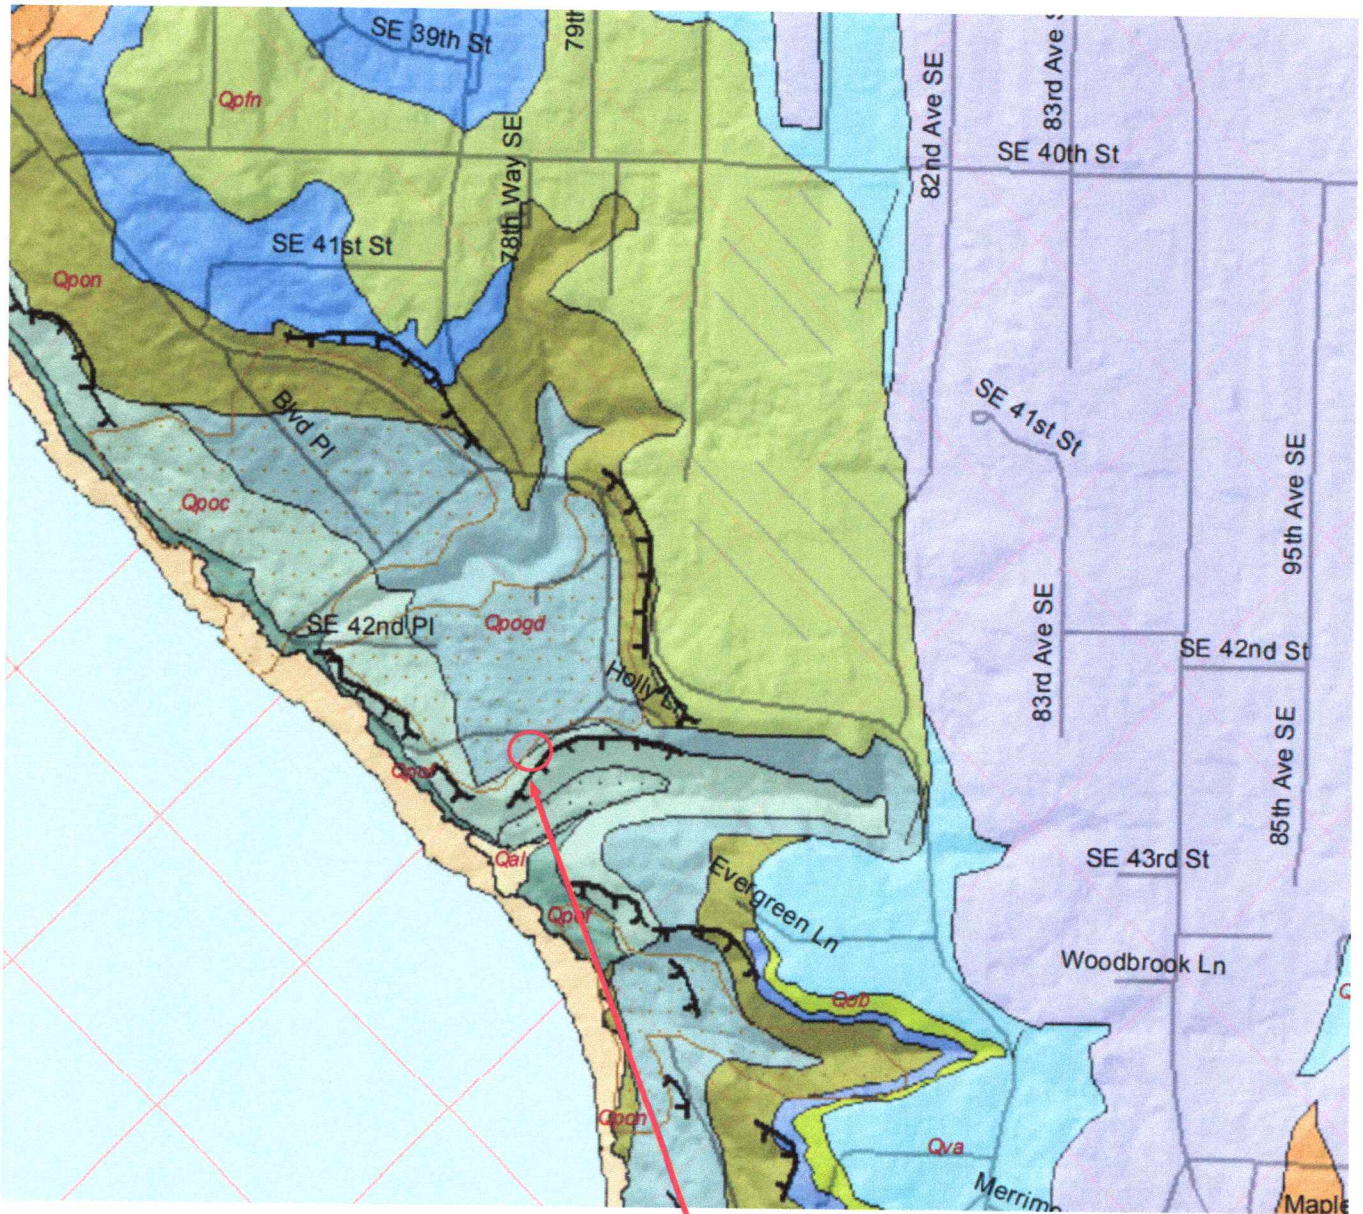 SE 39th St
79th
82nd Ave SE
83rd Ave S
Qpfn
78th Way SE
SE 40th St
SE 41st St
Qpon
SE 41st St
Blvd Pl
95th Ave SE
Qpoc
SE 42nd Pl
Qpogd
83rd Ave SE
SE 42nd St
Holly Ln
85th Ave SE
Qal
SE 43rd St
Evergreen Ln
Qpof
Woodbrook Ln
Qob
Q
Qpon
Qva
Merrim
Maple